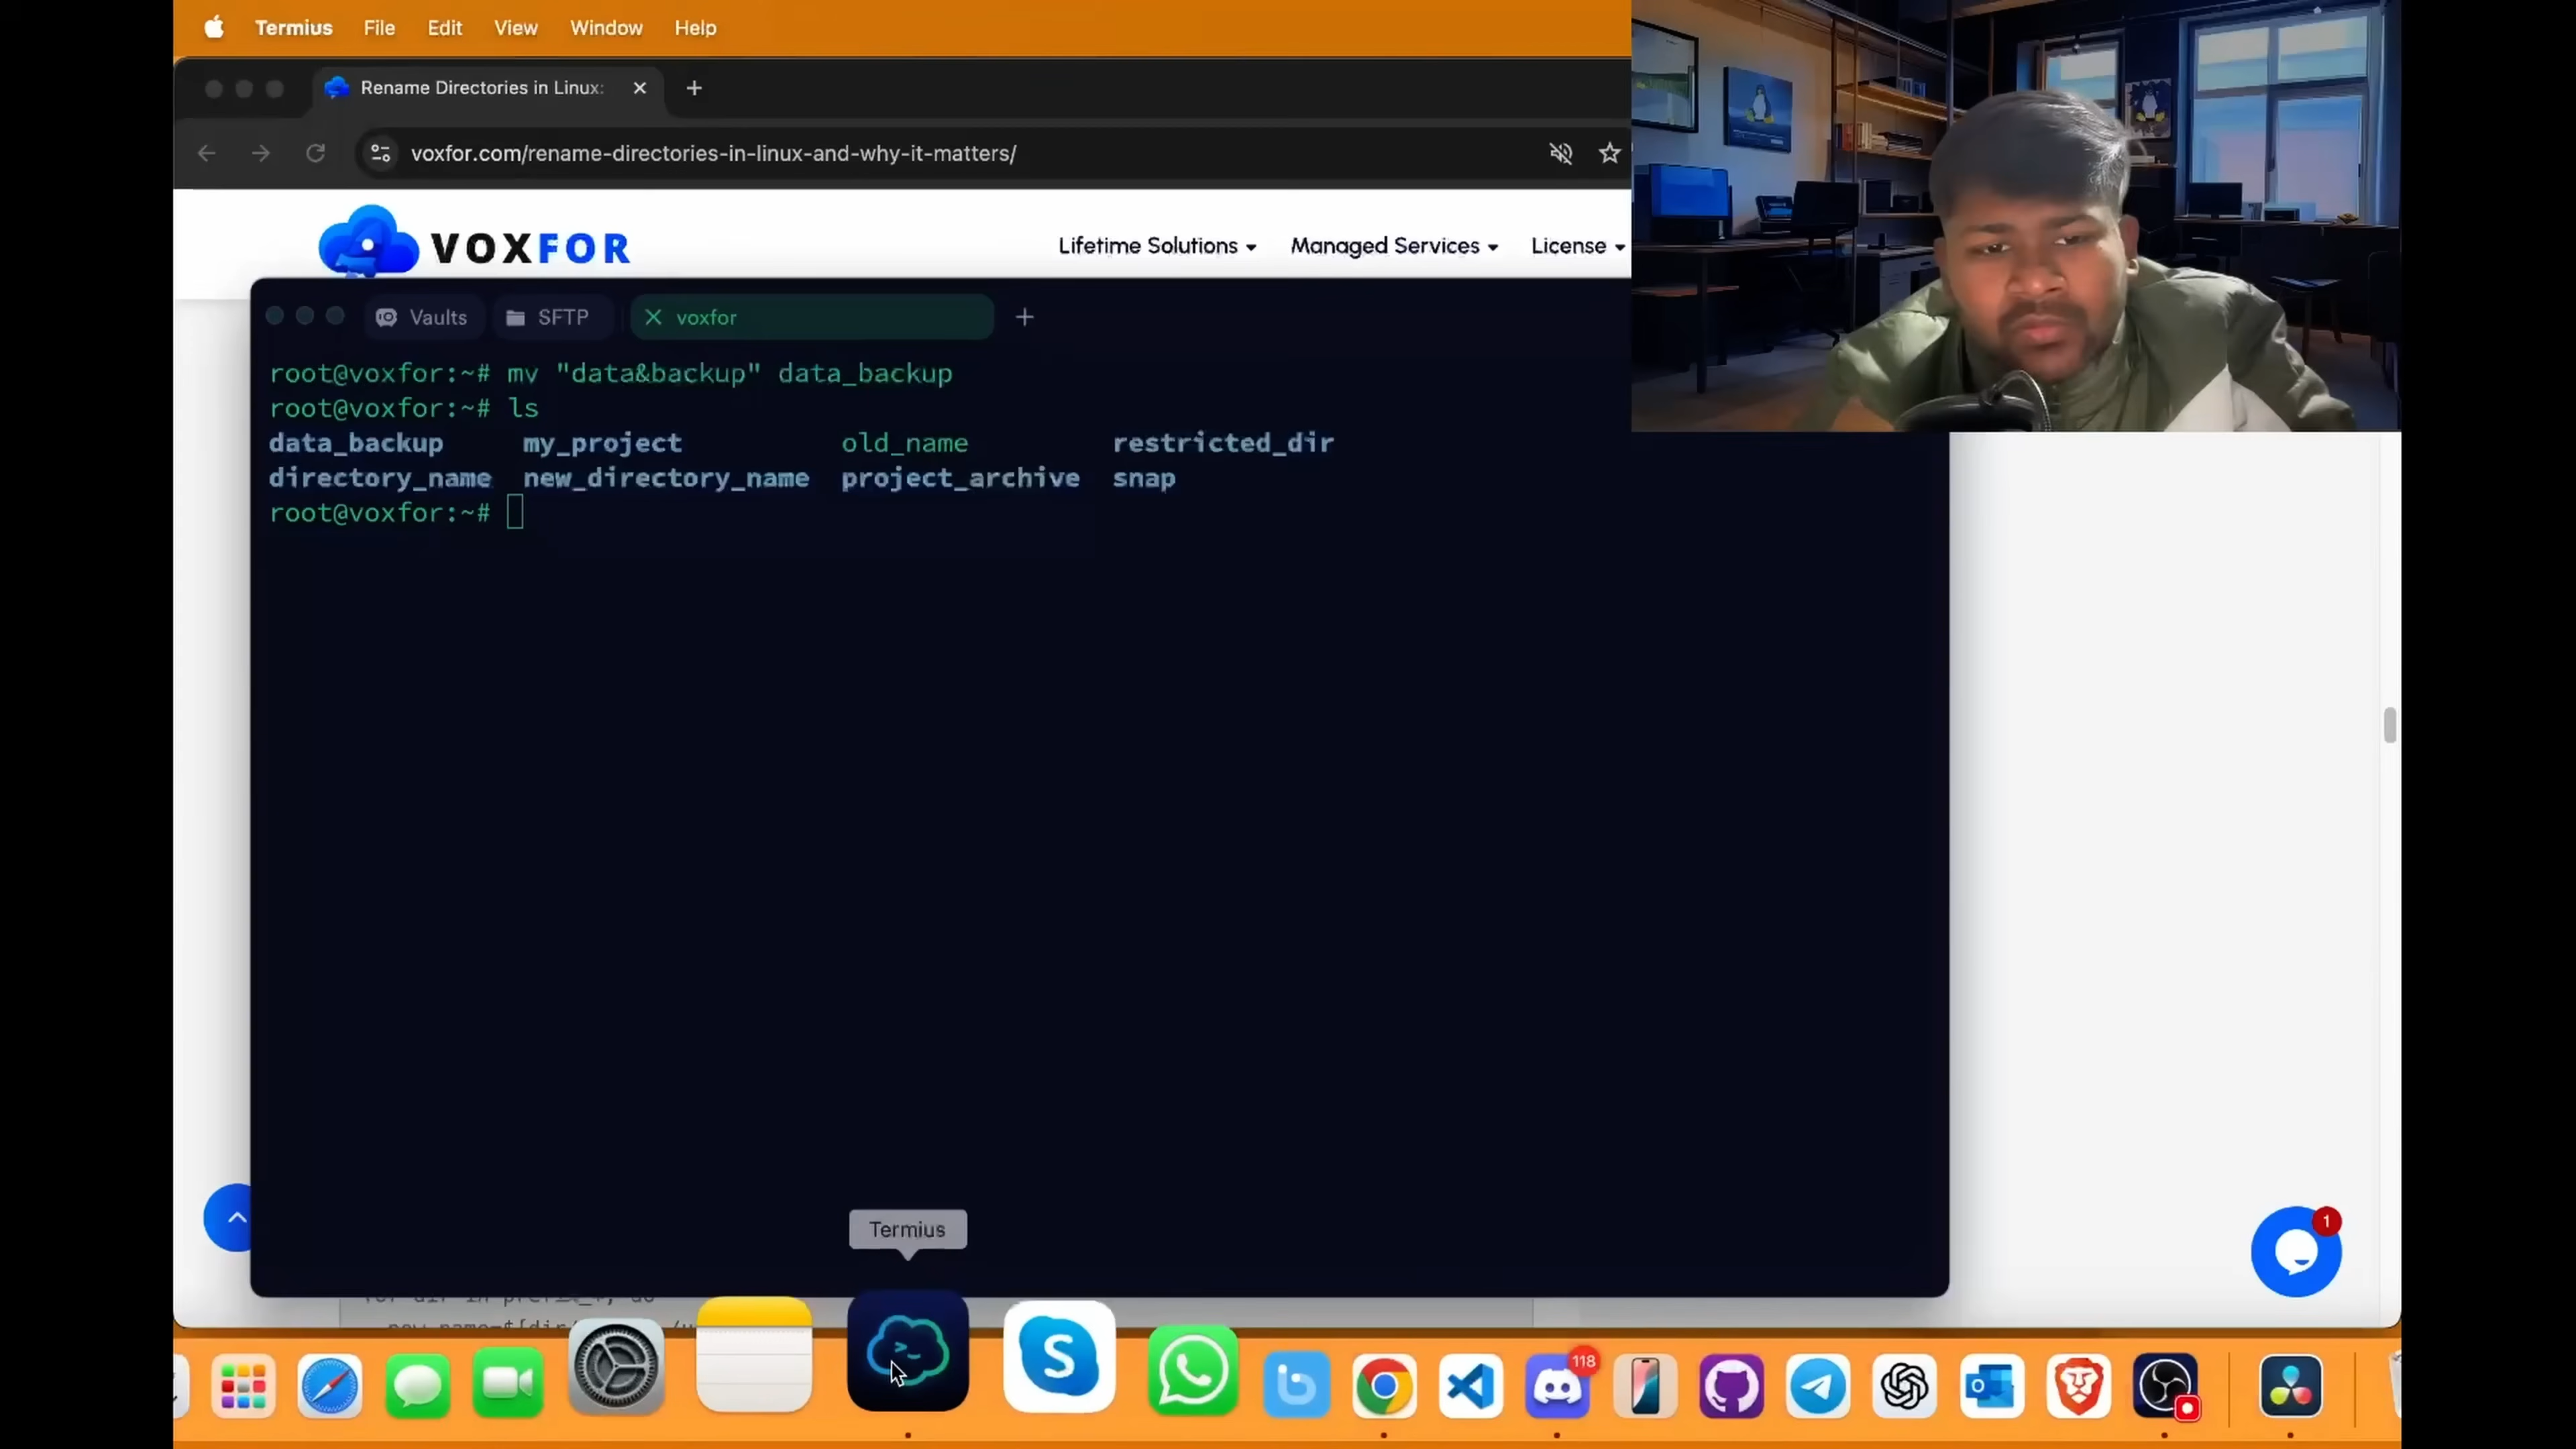 Termius File Edit View Window Help
Rename Directories in Linux:
voxfor.com/rename-directories-in-linux-and-why-it-matters/
VOXFOR
Lifetime Solutions Managed Services License
Vaults SFTP voxfor
root@voxfor:~# mv "data&backup" data_backup
root@voxfor:~# ls
data_backup my_project old_name restricted_dir
directory_name new_directory_name project_archive snap
root@voxfor:~#
Termius
1
118